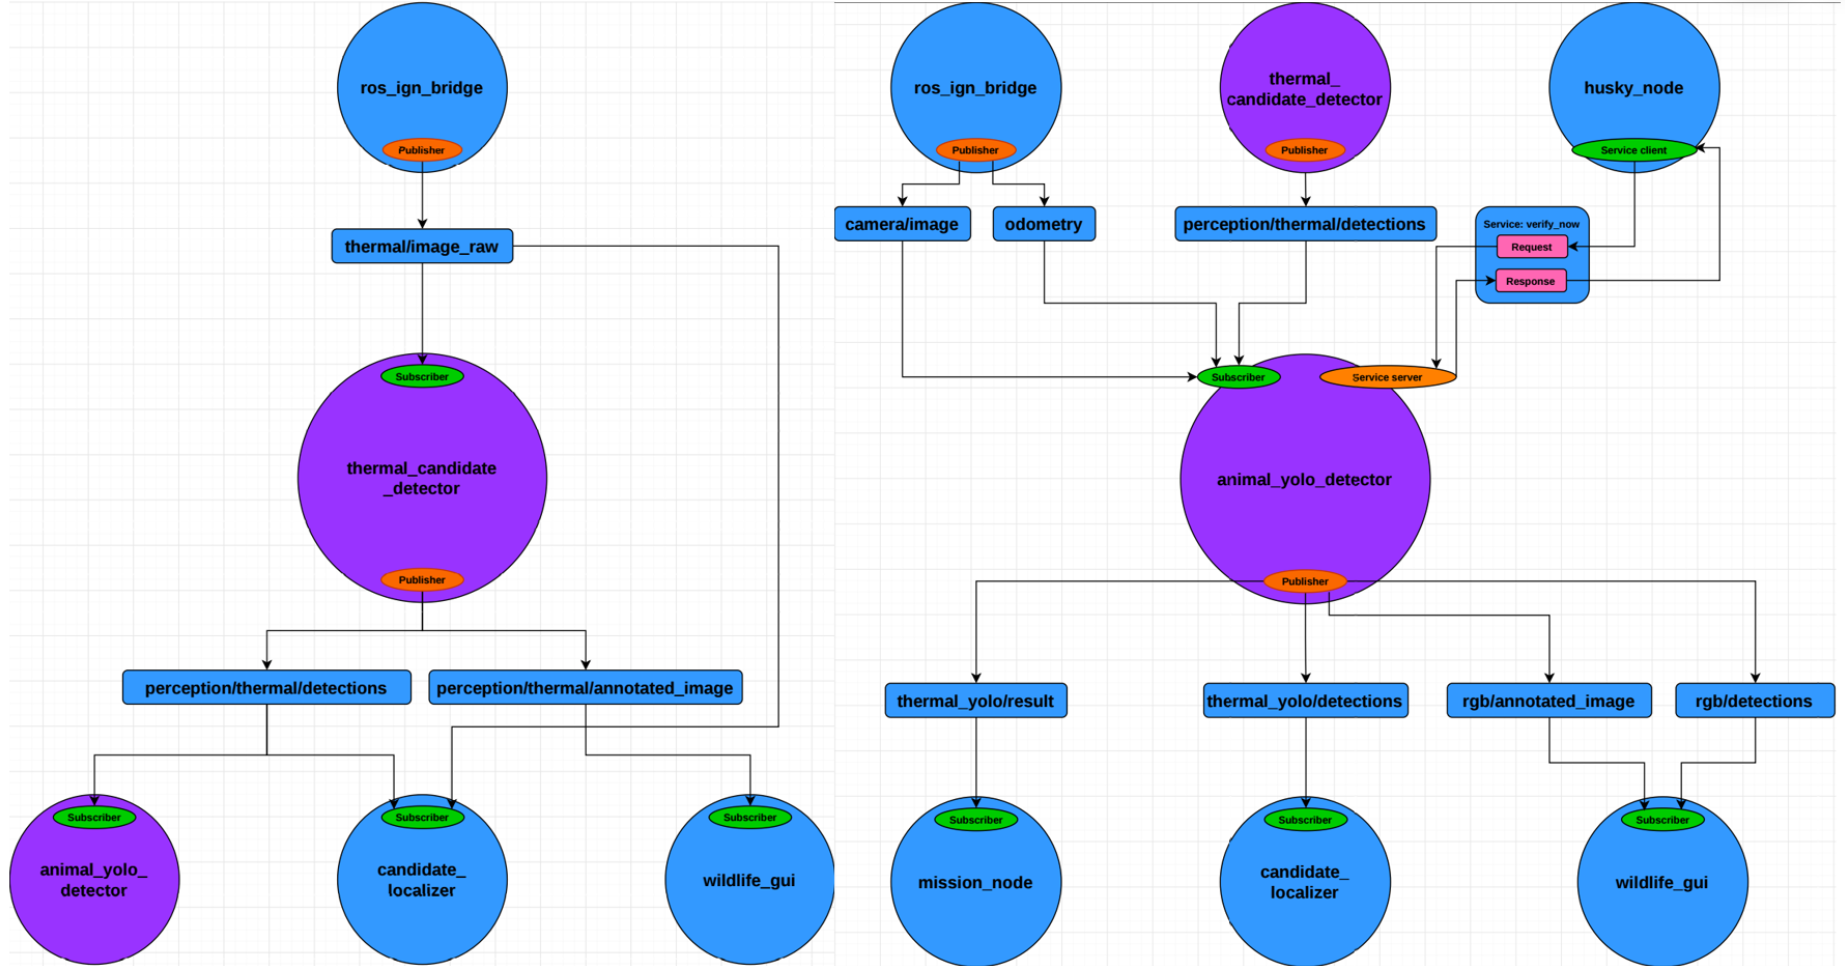 ros_ign_bridge
Publisher
thermal/image_raw
Subscriber
thermal_candidate
_detector
Publisher
perception/thermal/detections
perception/thermal/annotated_image
Subscriber
animal_yolo_
detector
Subscriber
candidate_
localizer
Subscriber
wildlife_gui
ros_ign_bridge
Publisher
thermal_
candidate_detector
Publisher
husky_node
Service client
camera/image
odometry
perception/thermal/detections
Service: verify_now
Request
Response
Subscriber
Service server
animal_yolo_detector
Publisher
thermal_yolo/result
thermal_yolo/detections
rgb/annotated_image
rgb/detections
Subscriber
mission_node
Subscriber
candidate_
localizer
Subscriber
wildlife_gui